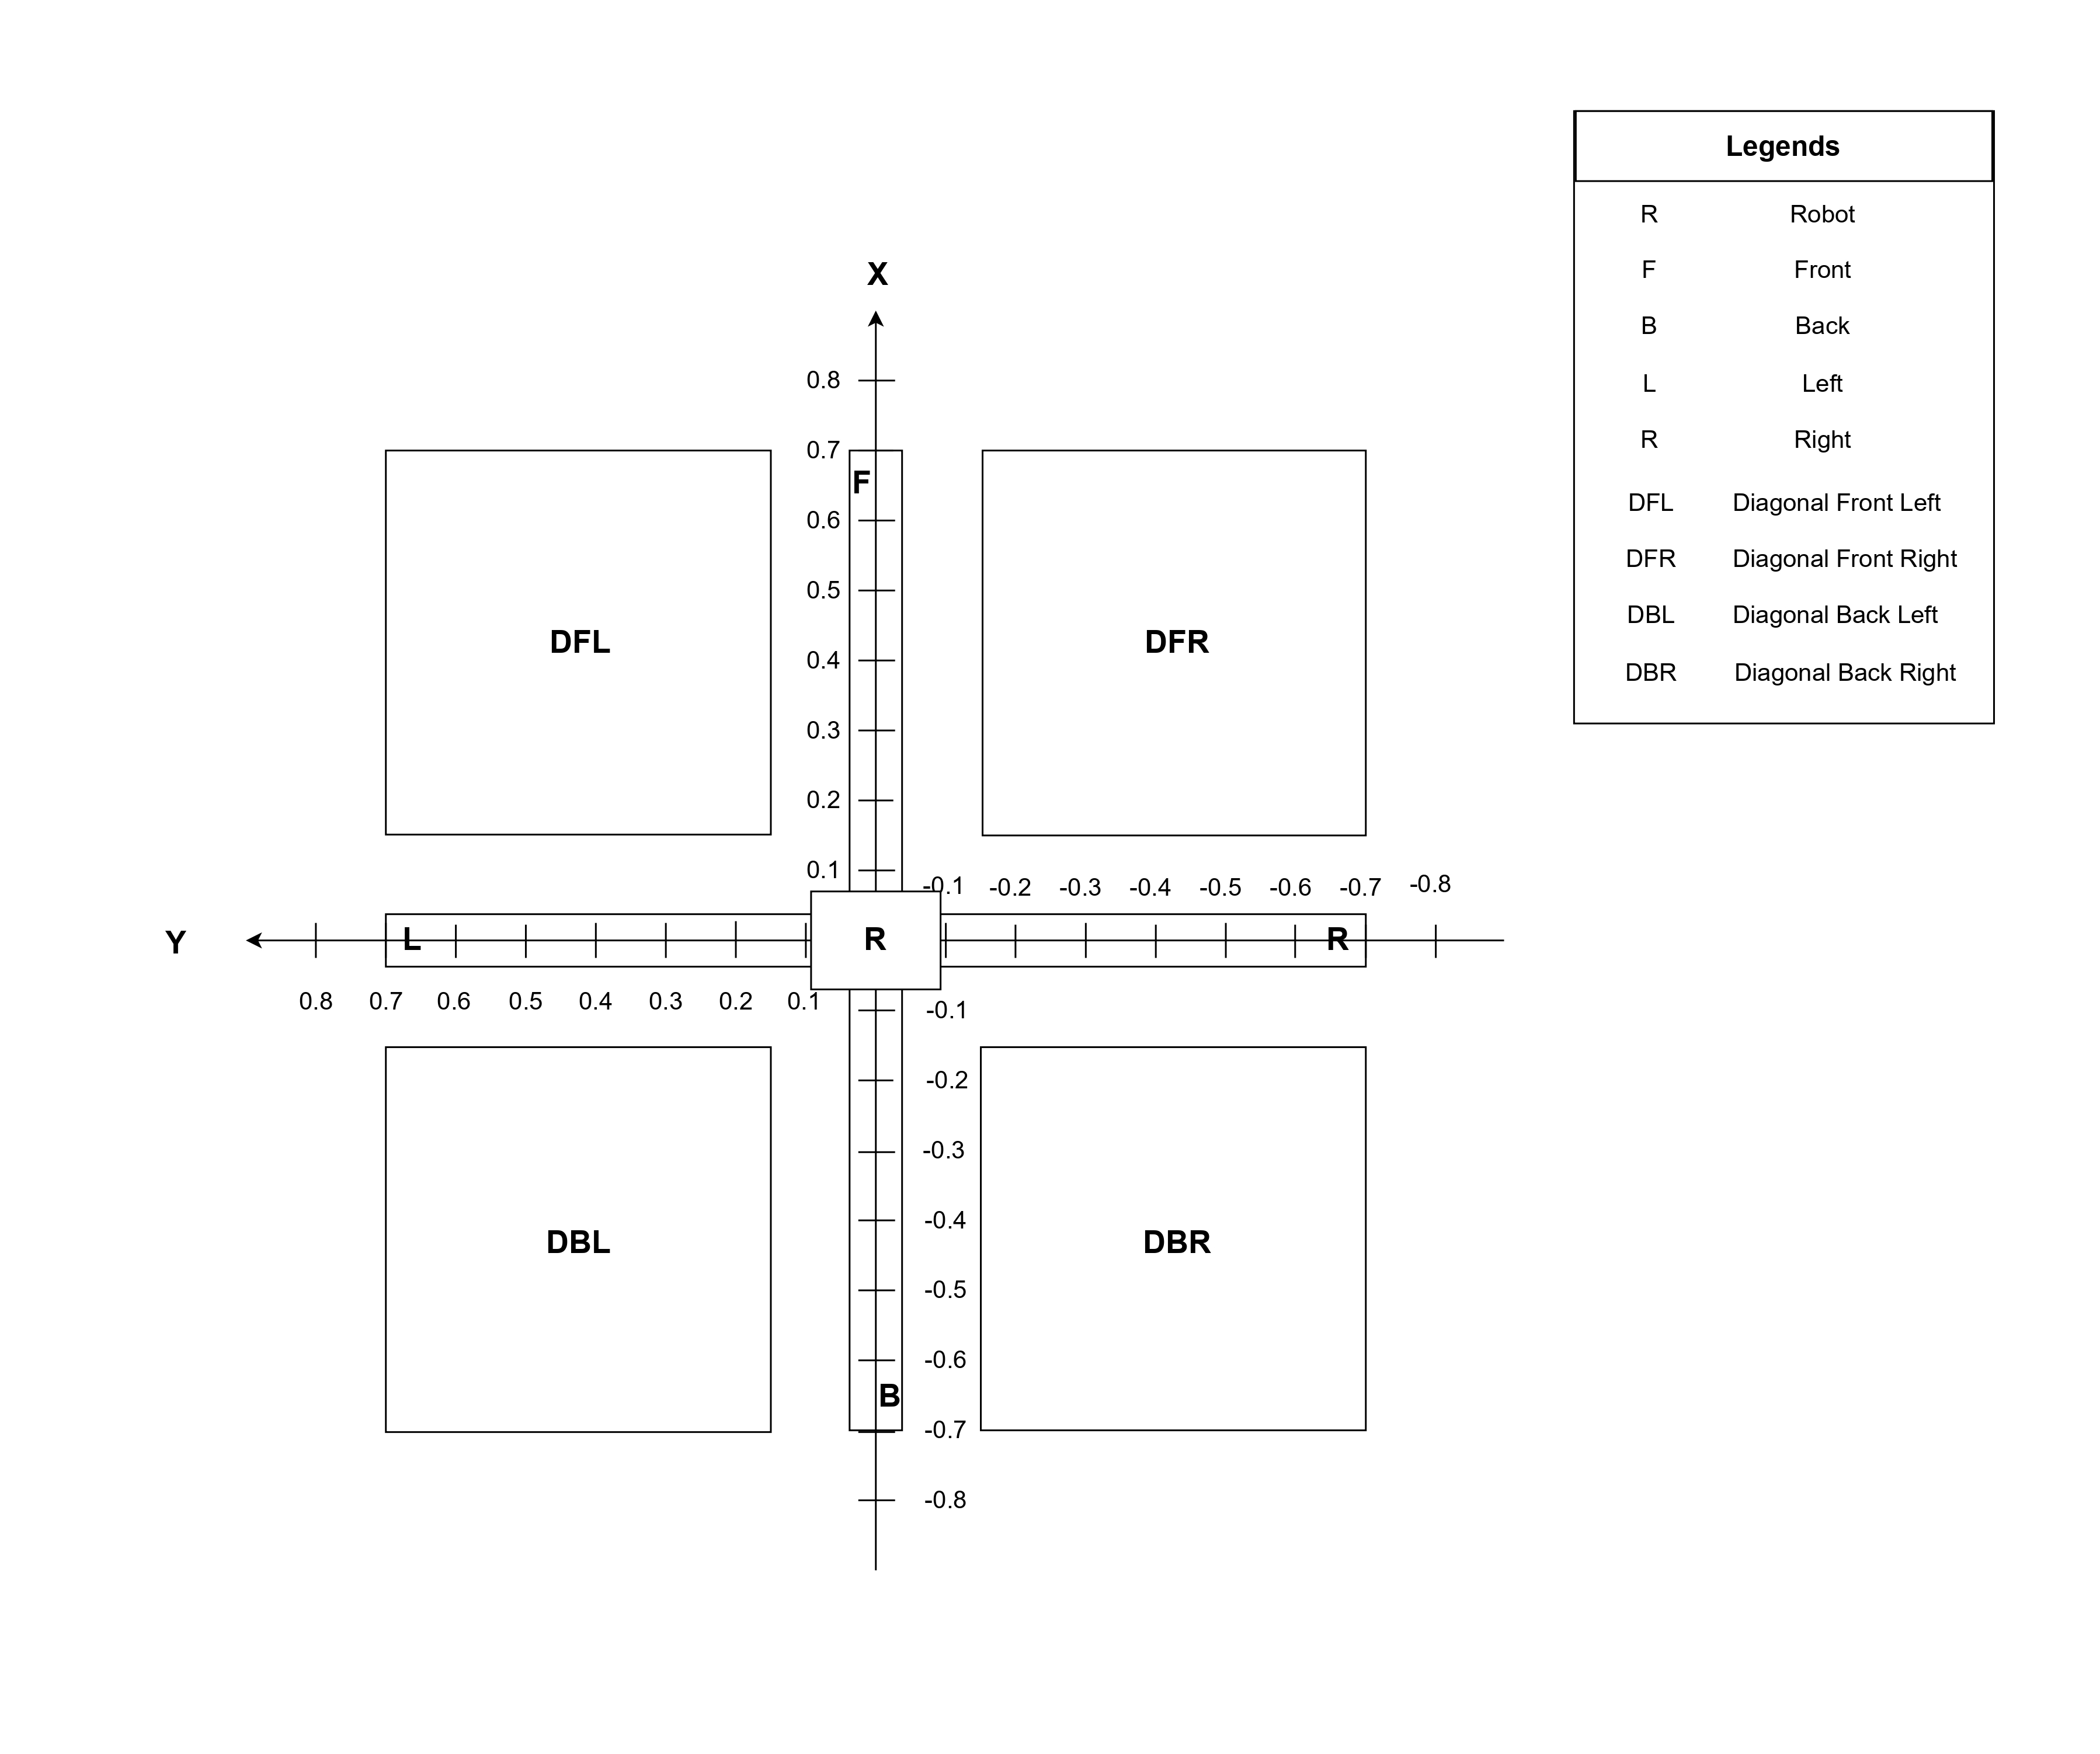 Legends
R Robot
F Front
B Back
L Left
R Right
DFL Diagonal Front Left
DFR Diagonal Front Right
DBL Diagonal Back Left
DBR Diagonal Back Right
X
0.8
0.7
F
0.6
0.5
DFL
DFR
0.4
0.3
0.2
0.1
-0.1 -0.2 -0.3 -0.4 -0.5 -0.6 -0.7 -0.8
Y L R R
0.8 0.7 0.6 0.5 0.4 0.3 0.2 0.1
-0.1
-0.2
-0.3
-0.4
DBL
DBR
-0.5
-0.6
B
-0.7
-0.8